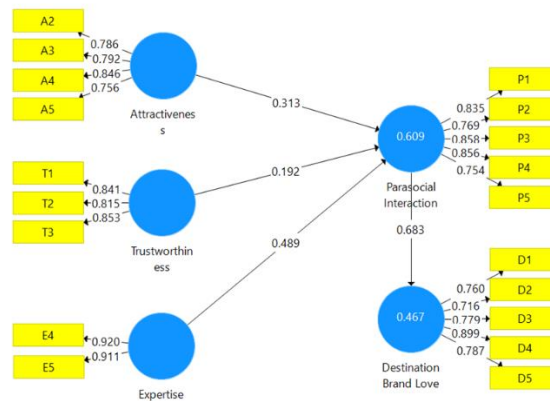 A2
A3
A4
A5
0.786
0.792
0.846
0.756
Attractivenes
s
0.313
T1
T2
T3
0.841
0.815
0.853
Trustworthin
ess
0.192
E4
E5
0.920
0.911
Expertise
0.489
0.609
Parasocial
Interaction
0.835
0.769
0.858
0.856
0.754
P1
P2
P3
P4
P5
0.683
0.467
Destination
Brand Love
0.760
0.716
0.779
0.899
0.787
D1
D2
D3
D4
D5